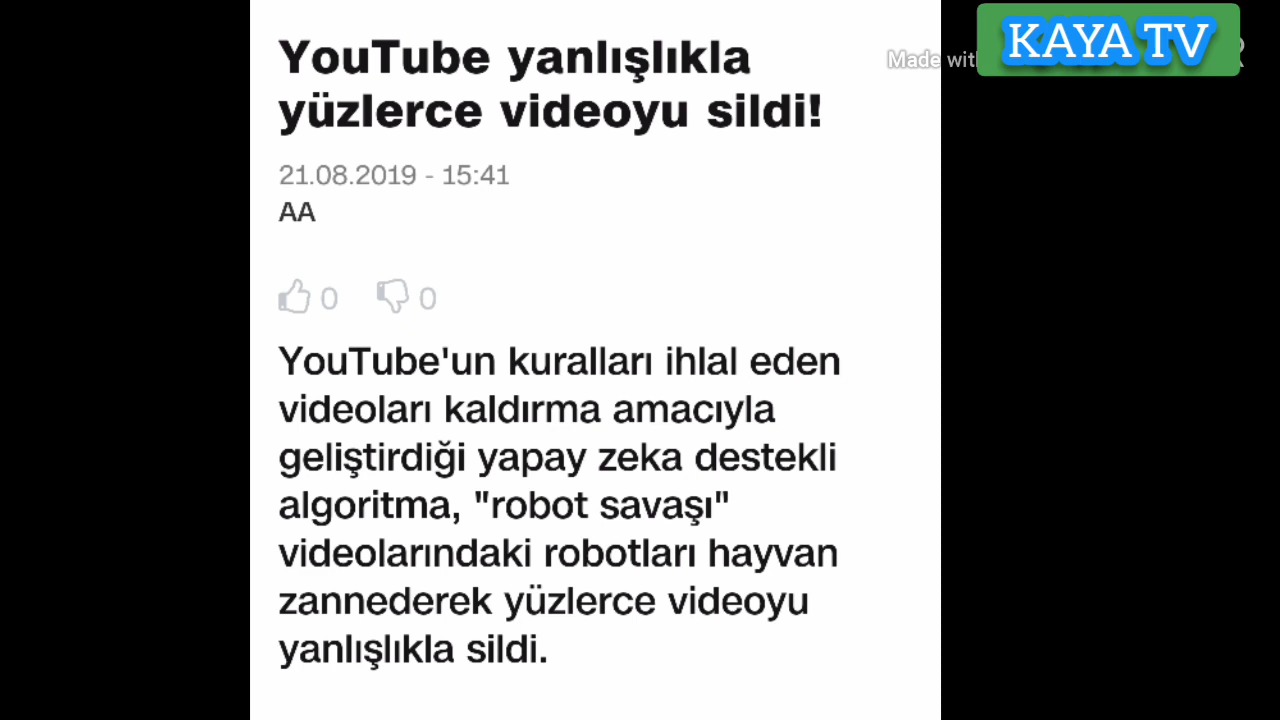 YouTube yanlışlıkla
yüzlerce videoyu sildi!
21.08.2019 - 15:41
AA
0 0
YouTube'un kuralları ihlal eden
videoları kaldırma amacıyla
geliştirdiği yapay zeka destekli
algoritma, "robot savaşı"
videolarındaki robotları hayvan
zannederek yüzlerce videoyu
yanlışlıkla sildi.
Made
KAYA TV